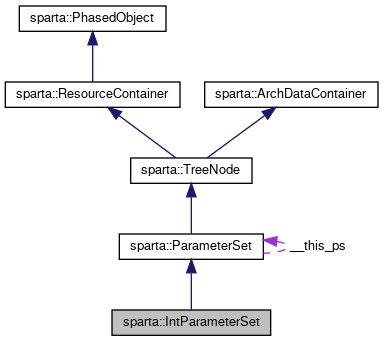 sparta::PhasedObject
sparta::ResourceContainer
sparta::ArchDataContainer
sparta::TreeNode
sparta::ParameterSet
__this_ps
sparta::IntParameterSet